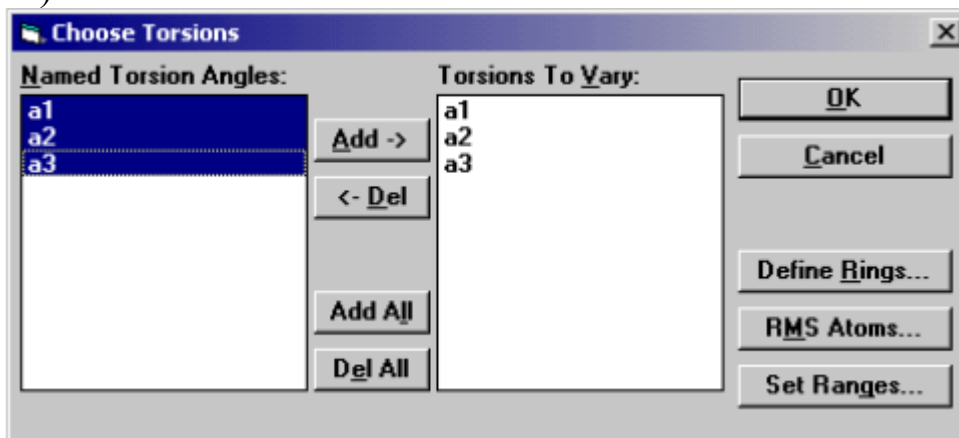 )
Choose Torsions
Named Torsion Angles:
a1
a2
a3
Add ->
<- Del
Add All
Del All
Torsions To Vary:
a1
a2
a3
OK
Cancel
Define Rings...
RMS Atoms...
Set Ranges...